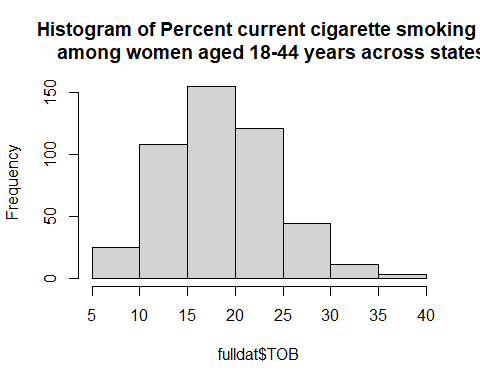 Histogram of Percent current cigarette smoking
among women aged 18-44 years across states
Frequency
150
100
50
0
5 10 15 20 25 30 35 40
fulldat$TOB